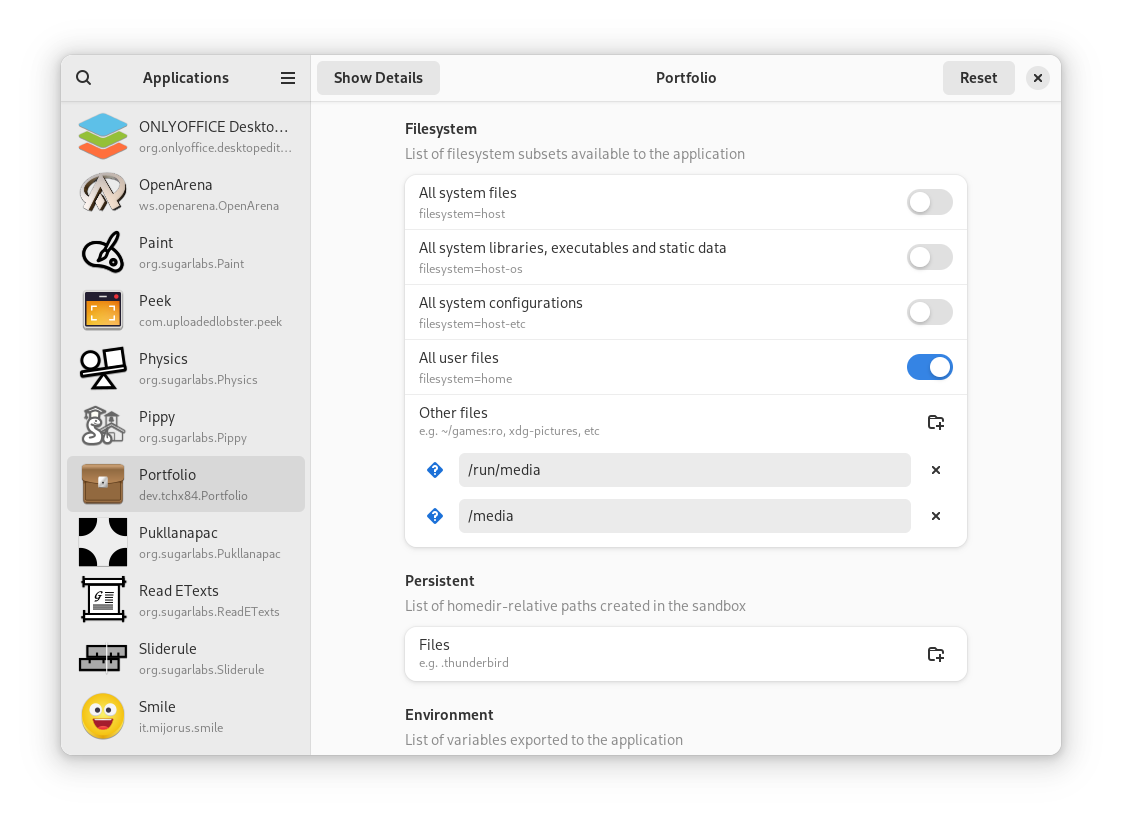 Applications
Show Details
Portfolio
Reset
ONLYOFFICE Deskto…
org.onlyoffice.desktopedit…
OpenArena
ws.openarena.OpenArena
Paint
org.sugarlabs.Paint
Peek
com.uploadedlobster.peek
Physics
org.sugarlabs.Physics
Pippy
org.sugarlabs.Pippy
Portfolio
dev.tchx84.Portfolio
Pukllanapac
org.sugarlabs.Pukllanapac
Read ETexts
org.sugarlabs.ReadETexts
Sliderule
org.sugarlabs.Sliderule
Smile
it.mijorus.smile
Filesystem
List of filesystem subsets available to the application
All system files
filesystem=host
All system libraries, executables and static data
filesystem=host-os
All system configurations
filesystem=host-etc
All user files
filesystem=home
Other files
e.g. ~/games:ro, xdg-pictures, etc
/run/media
/media
Persistent
List of homedir-relative paths created in the sandbox
Files
e.g. .thunderbird
Environment
List of variables exported to the application